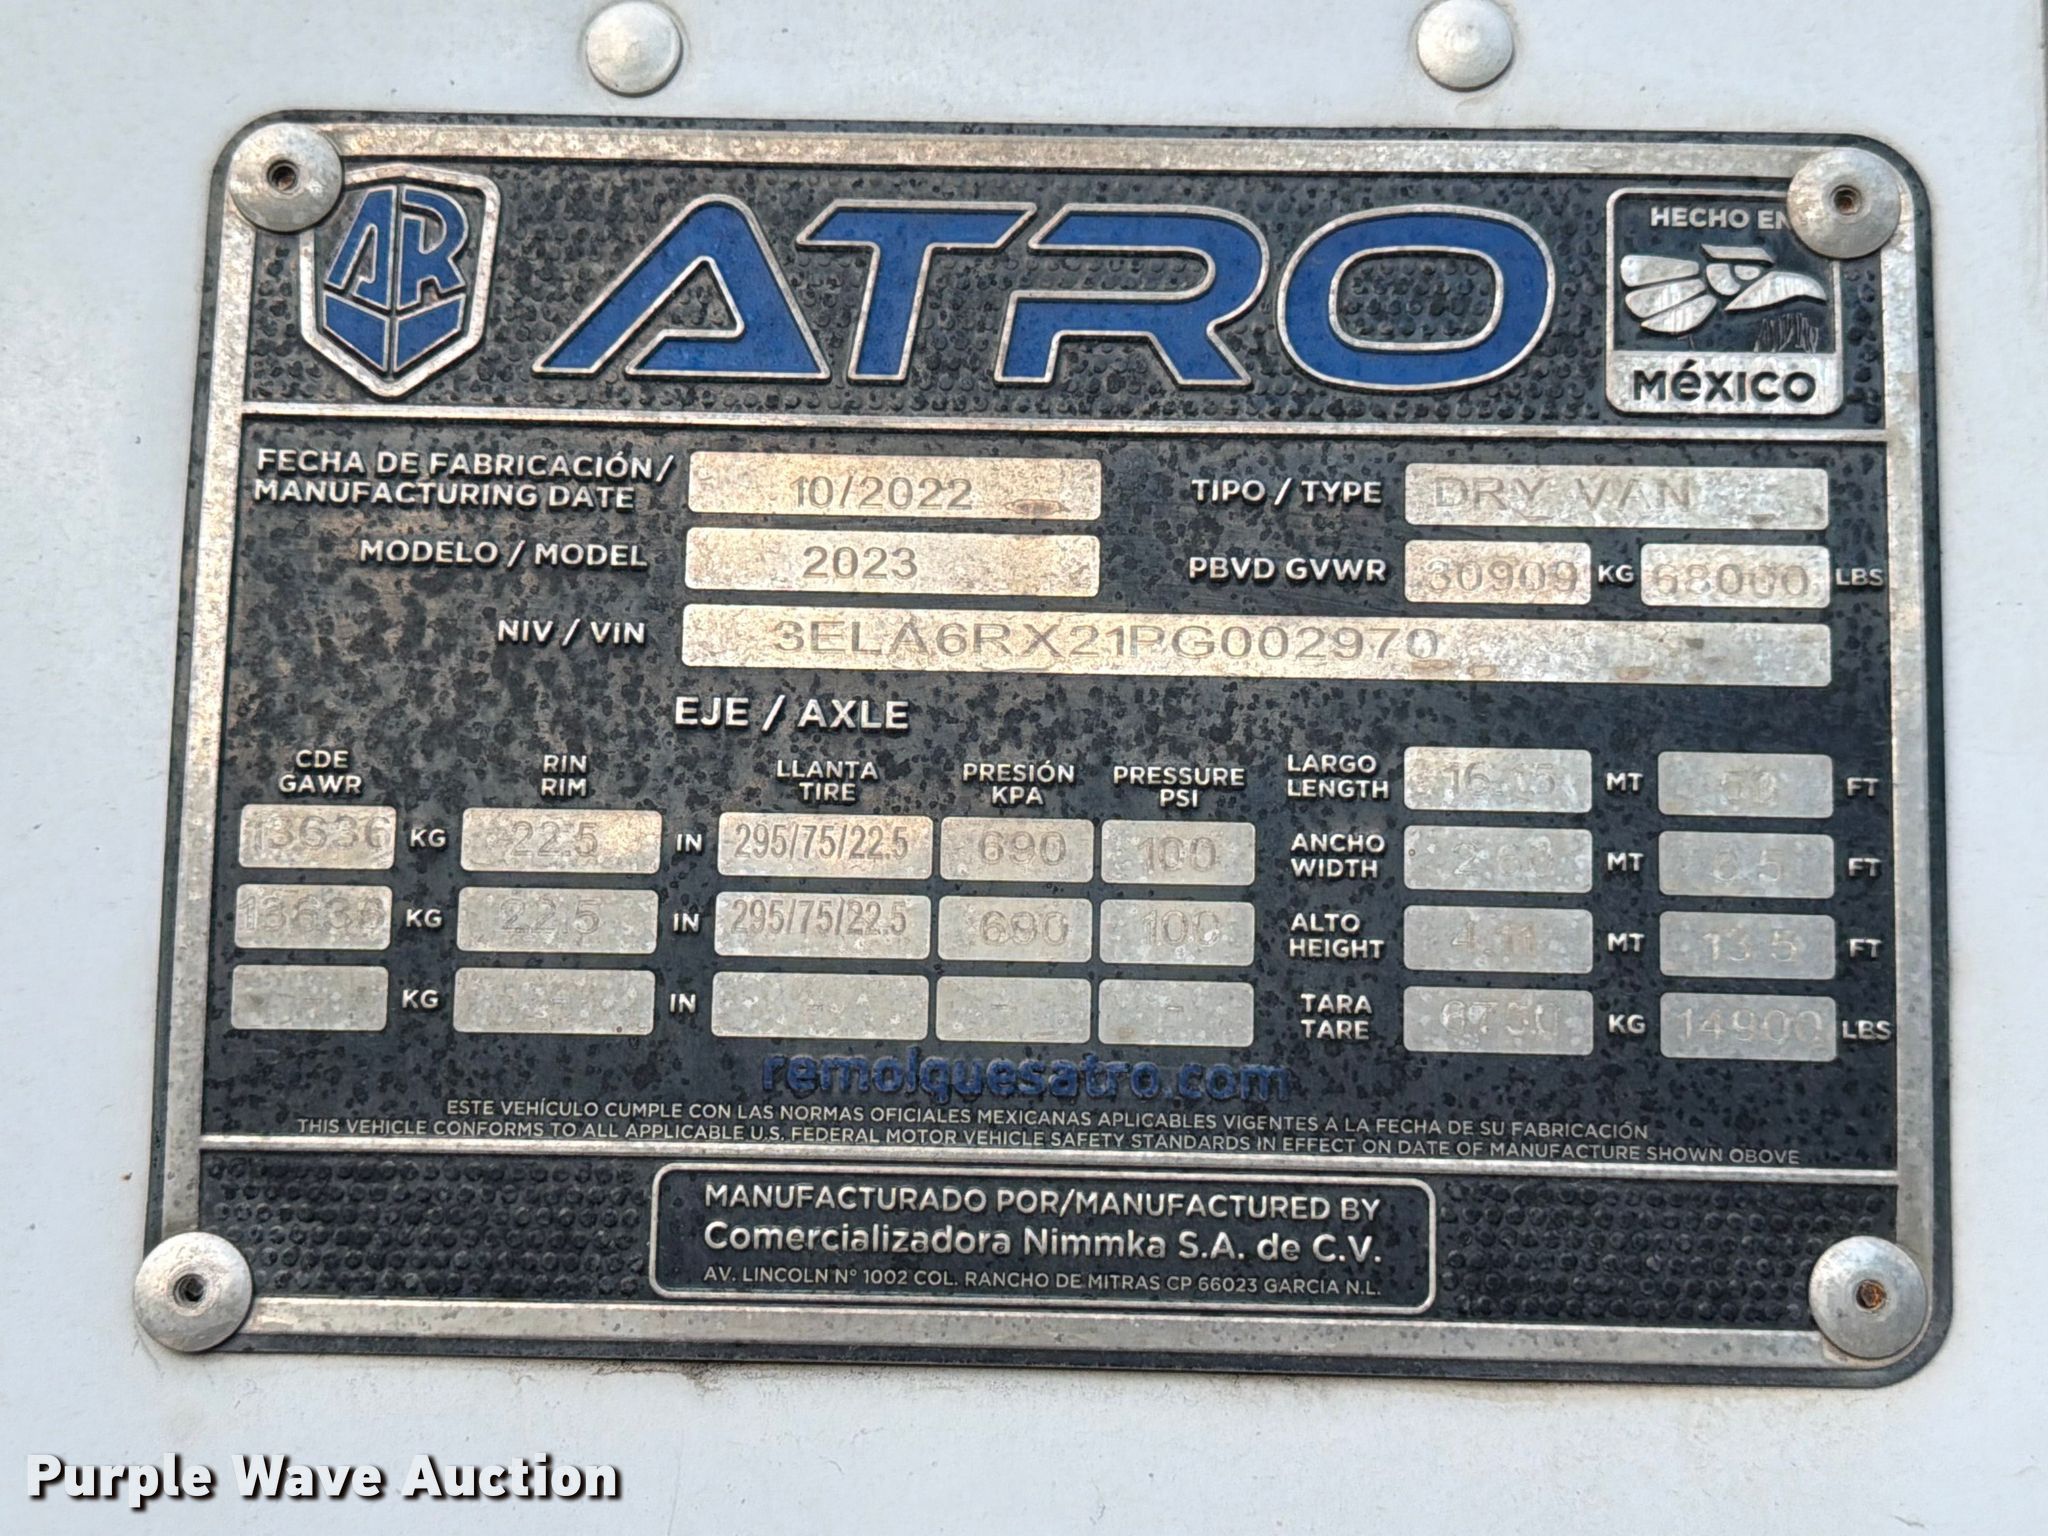 AR
ATRO
HECHO EN
MéXICO
FECHA DE FABRICACIÓN/
MANUFACTURING DATE
10/2022
TIPO / TYPE
DRY VAN
MODELO / MODEL
2023
PBVD GVWR
30909 KG 68000 LBS
NIV / VIN
3ELA6RX21PG002970
EJE / AXLE
CDE
GAWR
RIN
RIM
LLANTA
TIRE
PRESIÓN
KPA
PRESSURE
PSI
13636 KG 22.5 IN 295/75/22.5 690 100
13636 KG 22.5 IN 295/75/22.5 690 100
- KG - IN - - -
LARGO
LENGTH
MT FT
ANCHO
WIDTH
MT 8.5 FT
ALTO
HEIGHT
4.11 MT 13.5 FT
TARA
TARE
KG 14900 LBS
remolquesatro.com
ESTE VEHÍCULO CUMPLE CON LAS NORMAS OFICIALES MEXICANAS APLICABLES VIGENTES A LA FECHA DE SU FABRICACIÓN
THIS VEHICLE CONFORMS TO ALL APPLICABLE U.S. FEDERAL MOTOR VEHICLE SAFETY STANDARDS IN EFFECT ON DATE OF MANUFACTURE SHOWN OBOVE
MANUFACTURADO POR/MANUFACTURED BY
Comercializadora Nimmka S.A. de C.V.
AV. LINCOLN Nº 1002 COL. RANCHO DE MITRAS CP 66023 GARCIA N.L.
Purple Wave Auction